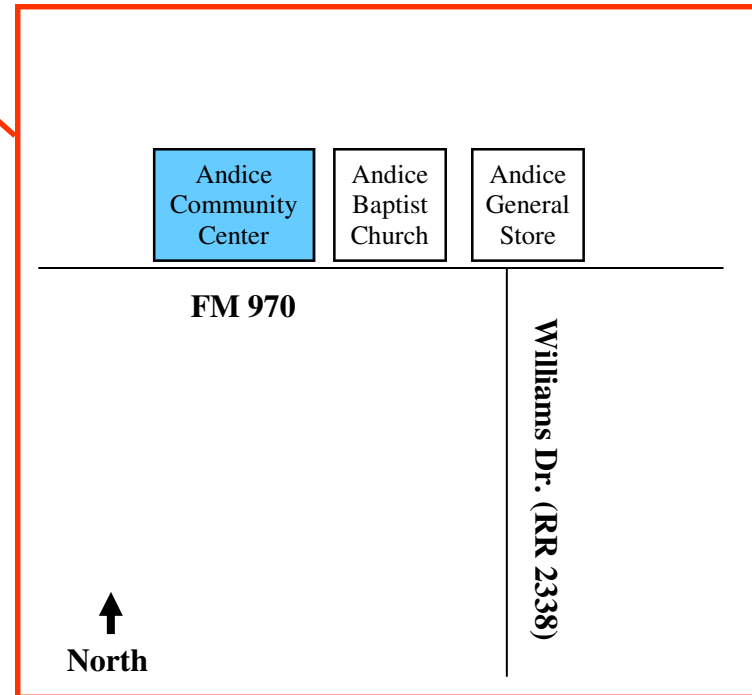 Andice
Community
Center
Andice
Baptist
Church
Andice
General
Store
FM 970
Williams Dr. (RR 2338)
North